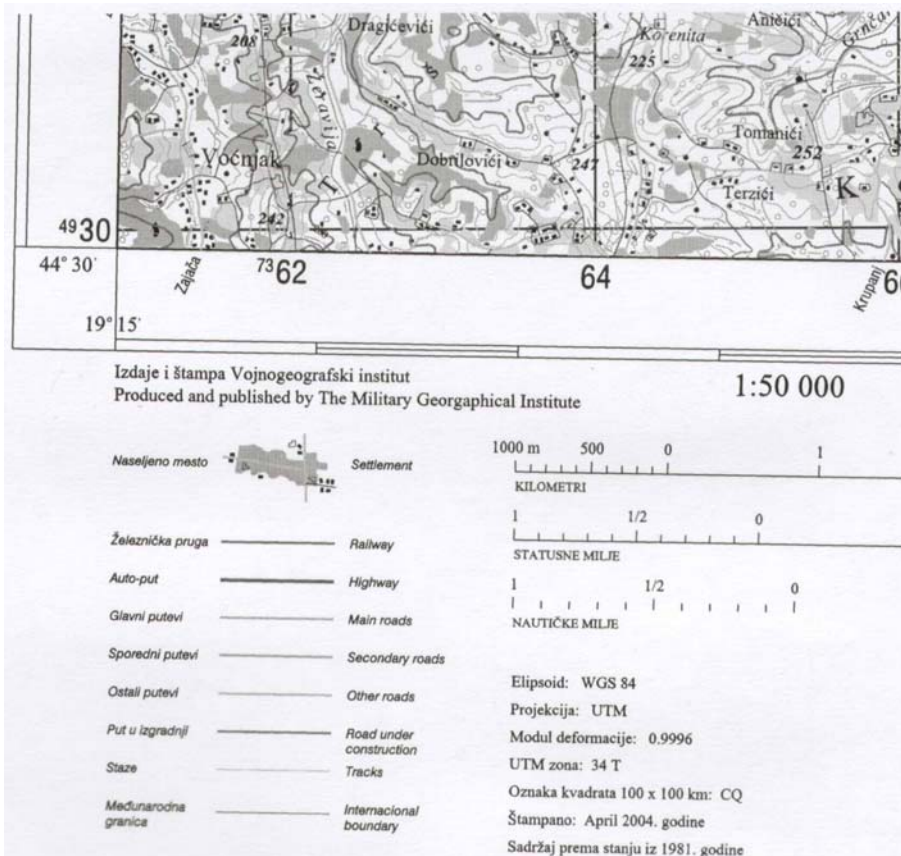 208
Dragićevići
Korenita
Aničići
225
Žeravija
Voćnjak
Dobrilovići
247
Tomanići
252
Terzići
K
242
49 30
44° 30'
Zajača
73 62
64
Krupanj
19° 15'
Izdaje i štampa Vojnogeografski institut
Produced and published by The Military Georgaphical Institute
1:50 000
Naseljeno mesto Settlement
Železnička pruga Railway
Auto-put Highway
Glavni putevi Main roads
Sporedni putevi Secondary roads
Ostali putevi Other roads
Put u izgradnji Road under
construction
Staze Tracks
Međunarodna Internacional
granica boundary
1000 m 500 0 1
KILOMETRI
1 1/2 0
STATUSNE MILJE
1 1/2 0
NAUTIČKE MILJE
Elipsoid: WGS 84
Projekcija: UTM
Modul deformacije: 0.9996
UTM zona: 34 T
Oznaka kvadrata 100 x 100 km: CQ
Štampano: April 2004. godine
Sadržaj prema stanju iz 1981. godine